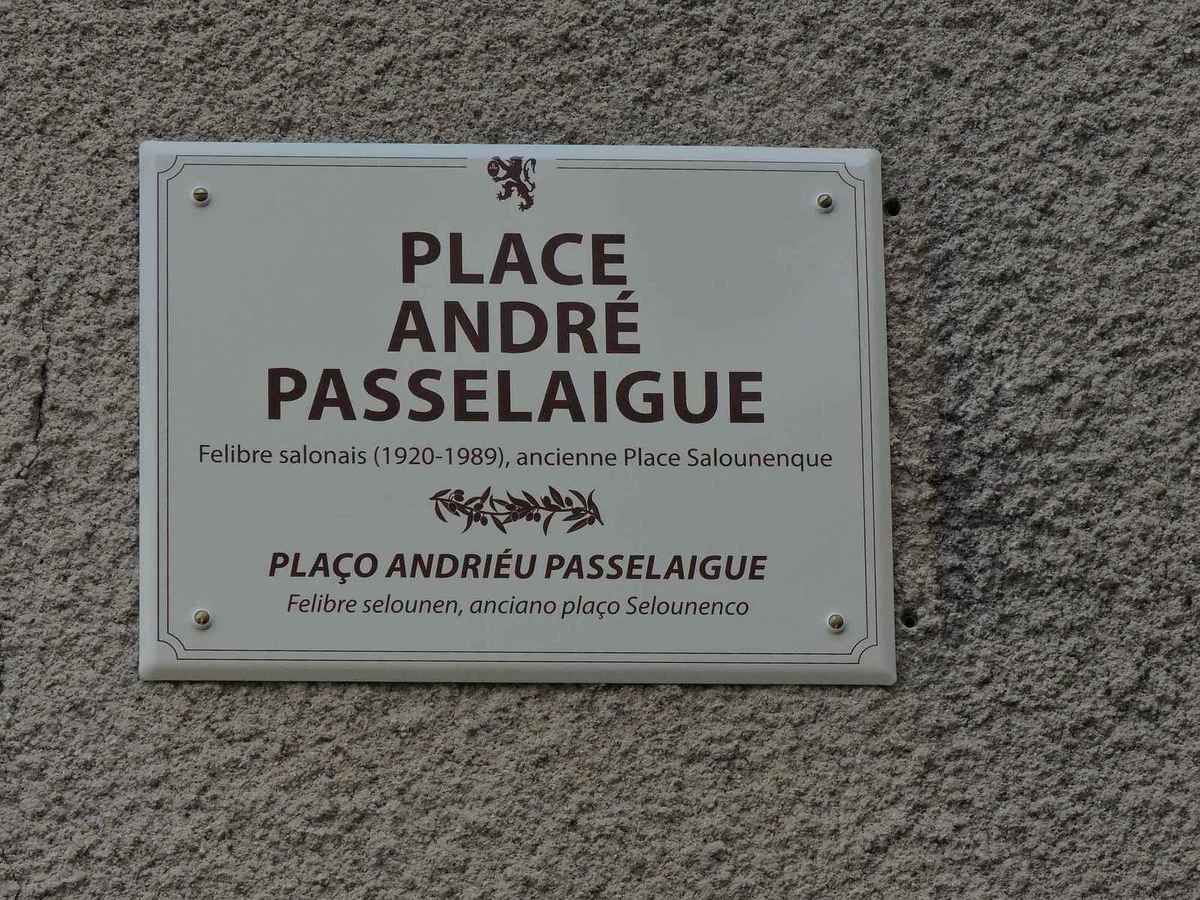 PLACE
ANDRÉ
PASSELAIGUE
Felibre salonais (1920-1989), ancienne Place Salounenque
PLAÇO ANDRIÉU PASSELAIGUE
Felibre selounen, anciano plaço Selounenco